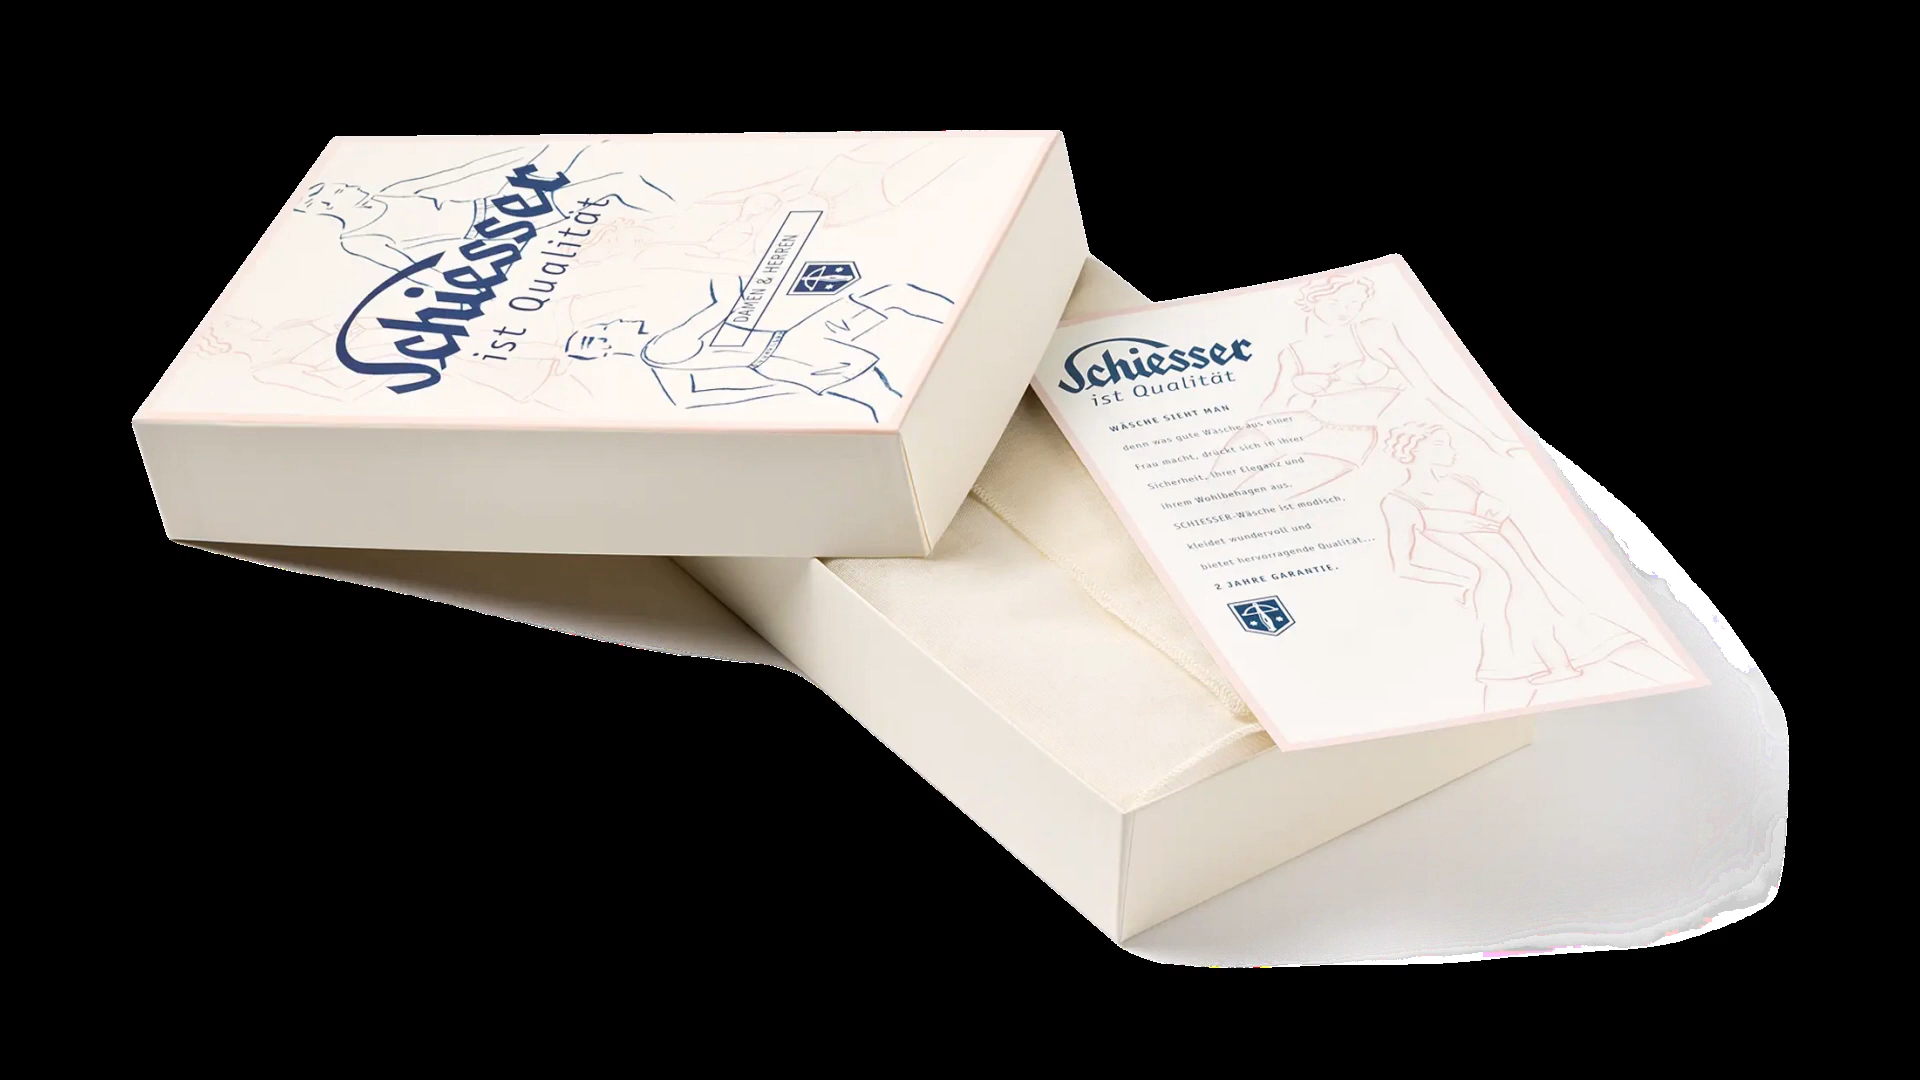 Schiesser
ist Qualität
DAMEN & HERREN
Schiesser
ist Qualität
WÄSCHE SIEHT MAN
denn was gute Wäsche aus einer
Frau macht, drückt sich in ihrer
Sicherheit, ihrer Eleganz und
ihrem Wohlbehagen aus.
SCHIESSER-Wäsche ist modisch,
kleidet wundervoll und
bietet hervorragende Qualität...
2 JAHRE GARANTIE.